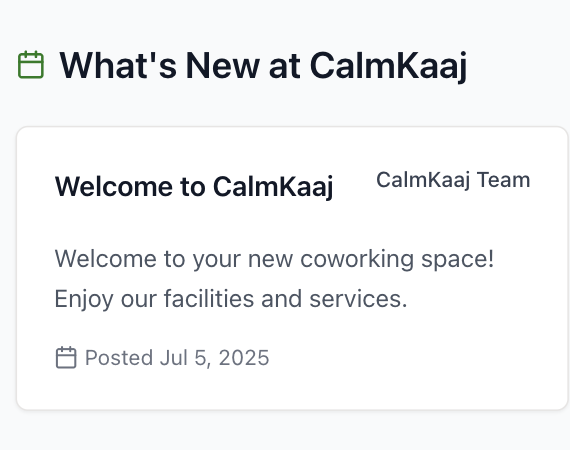 What's New at CalmKaaj
Welcome to CalmKaaj
CalmKaaj Team
Welcome to your new coworking space!
Enjoy our facilities and services.
Posted Jul 5, 2025